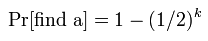 Pr[find a] = 1 − (1/2)^k